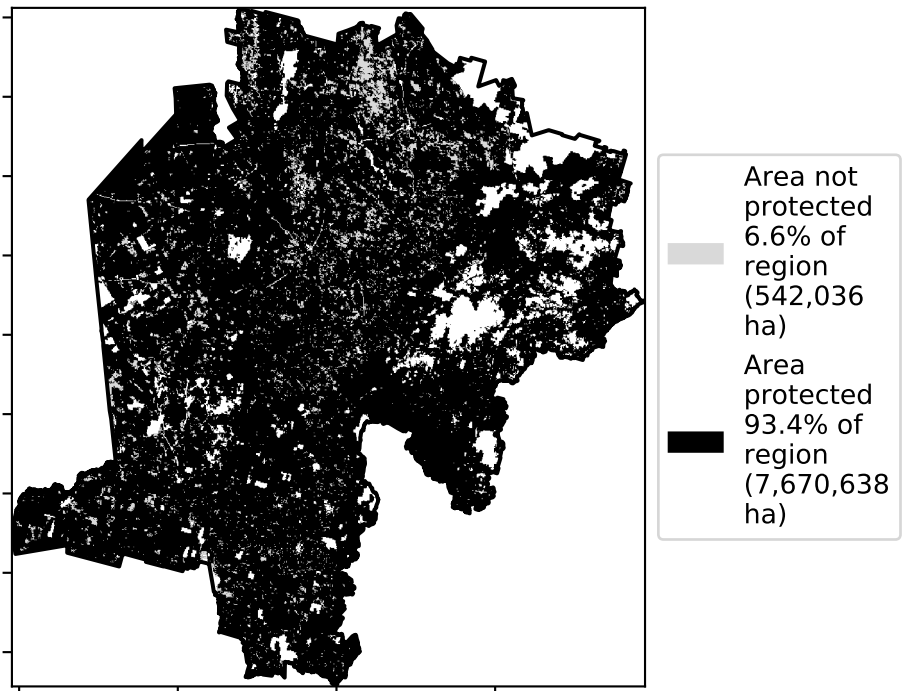 Area not
protected
6.6% of
region
(542,036
ha)
Area
protected
93.4% of
region
(7,670,638
ha)